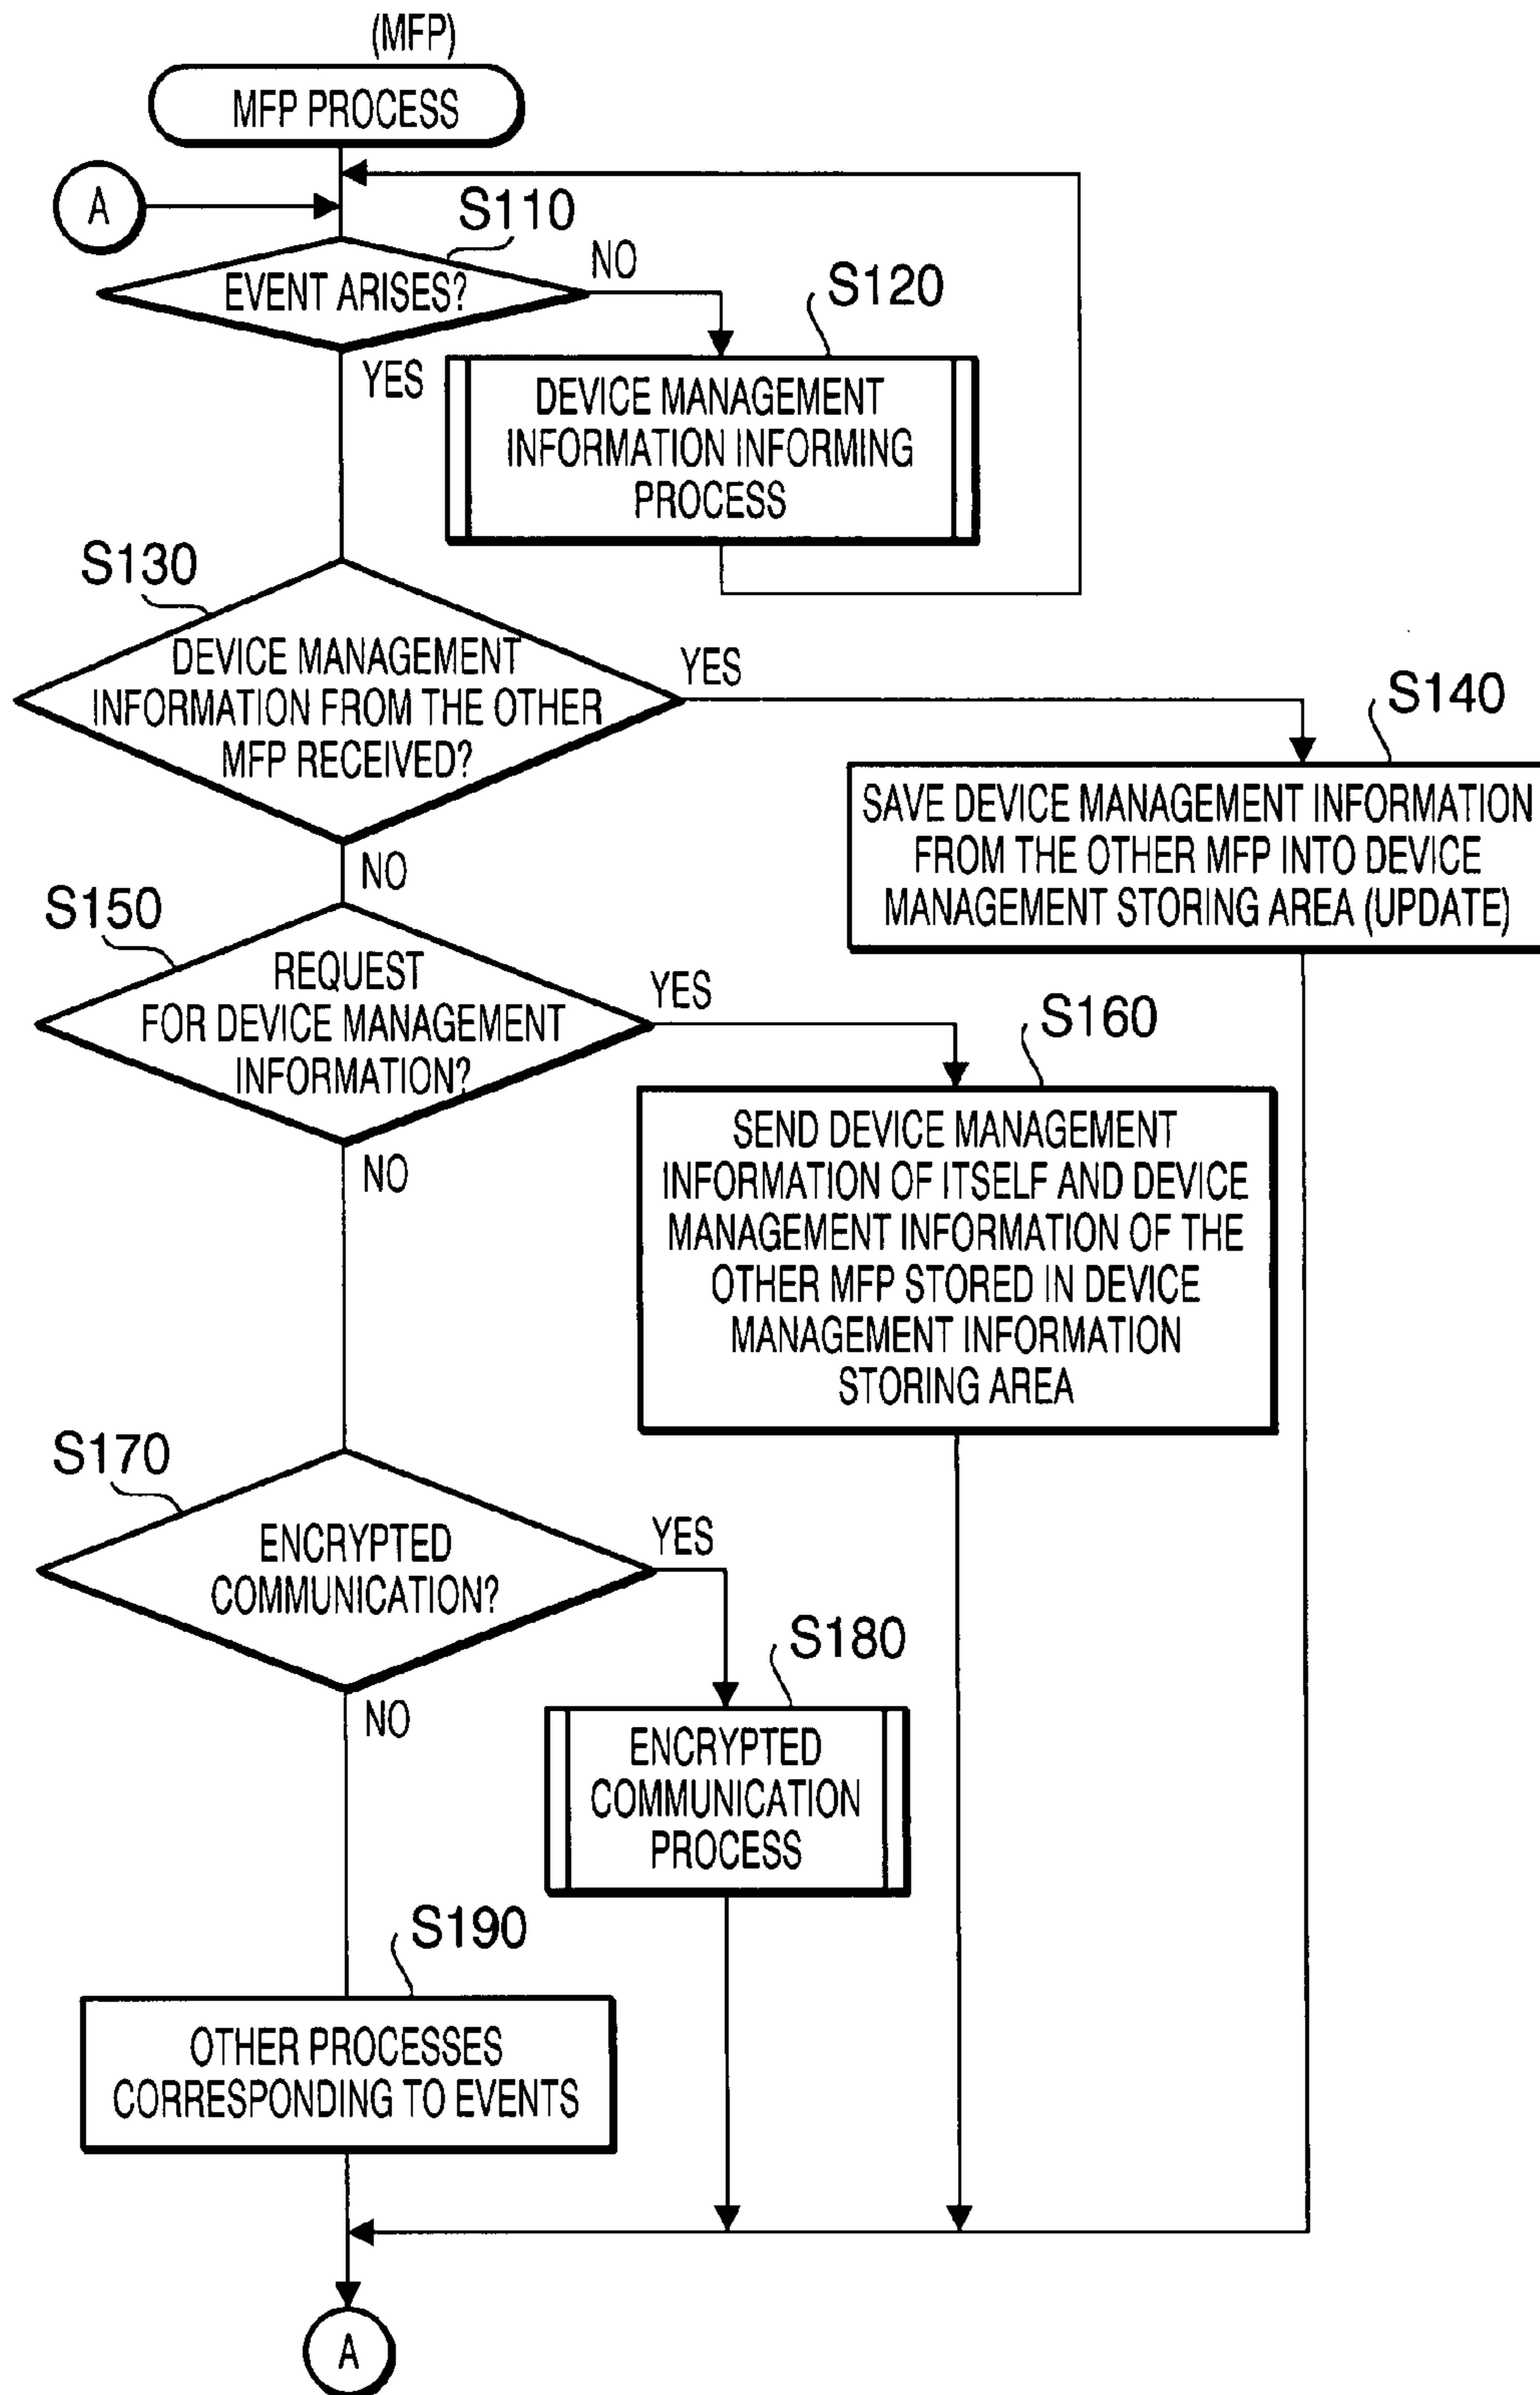 (MFP)
MFP PROCESS
A
S110
EVENT ARISES?
NO
YES
S120
DEVICE MANAGEMENT
INFORMATION INFORMING
PROCESS
S130
DEVICE MANAGEMENT
INFORMATION FROM THE OTHER
MFP RECEIVED?
YES
NO
S140
SAVE DEVICE MANAGEMENT INFORMATION
FROM THE OTHER MFP INTO DEVICE
MANAGEMENT STORING AREA (UPDATE)
S150
REQUEST
FOR DEVICE MANAGEMENT
INFORMATION?
YES
NO
S160
SEND DEVICE MANAGEMENT
INFORMATION OF ITSELF AND DEVICE
MANAGEMENT INFORMATION OF THE
OTHER MFP STORED IN DEVICE
MANAGEMENT INFORMATION
STORING AREA
S170
ENCRYPTED
COMMUNICATION?
YES
NO
S180
ENCRYPTED
COMMUNICATION
PROCESS
S190
OTHER PROCESSES
CORRESPONDING TO EVENTS
A